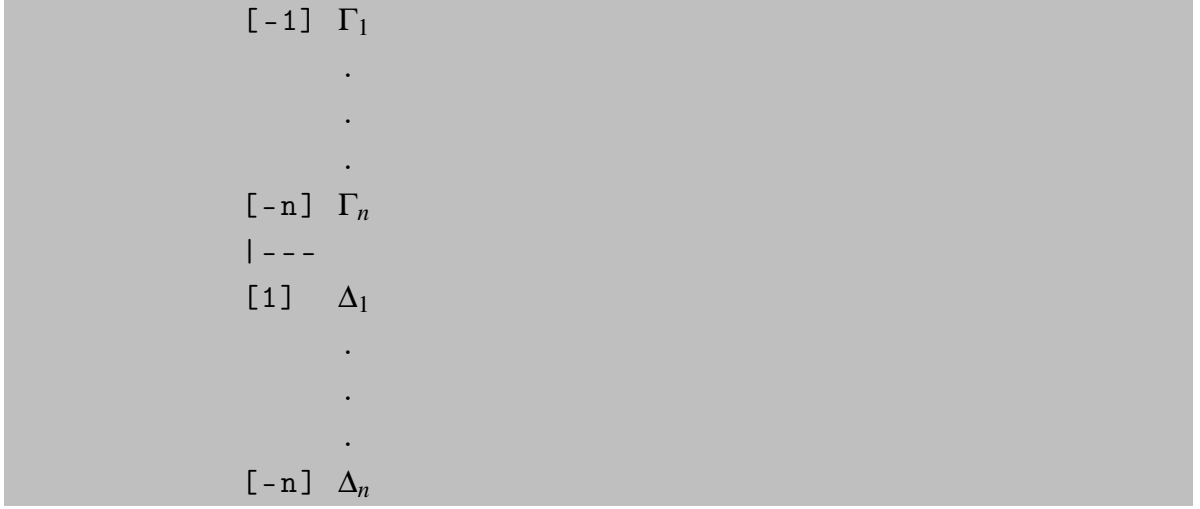 [-1] Γ1
.
.
.
[-n] Γn
|---
[1] Δ1
.
.
.
[-n] Δn